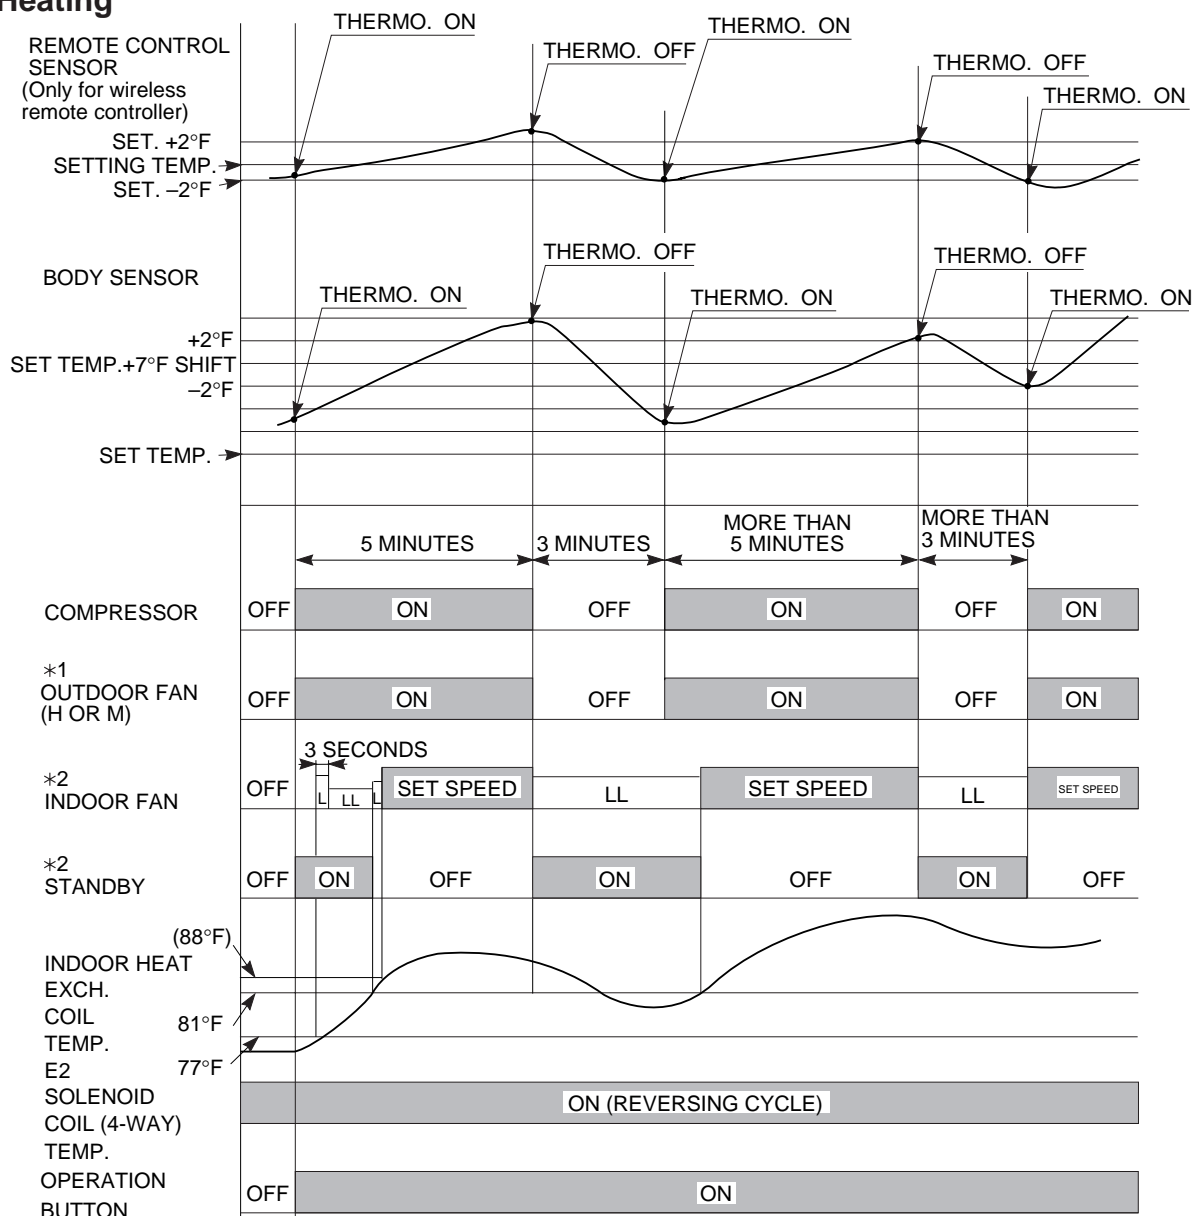 Heating
THERMO. ON
THERMO. OFF
THERMO. ON
THERMO. OFF
THERMO. ON
REMOTE CONTROL
SENSOR
(Only for wireless
remote controller)
SET. +2°F
SETTING TEMP.
SET. –2°F
BODY SENSOR
THERMO. ON
THERMO. OFF
THERMO. ON
THERMO. OFF
THERMO. ON
+2°F
SET TEMP.+7°F SHIFT
–2°F
SET TEMP.
5 MINUTES
3 MINUTES
MORE THAN
5 MINUTES
MORE THAN
3 MINUTES
COMPRESSOR
OFF ON OFF ON OFF ON
*1
OUTDOOR FAN
(H OR M)
OFF ON OFF ON OFF ON
3 SECONDS
*2
INDOOR FAN
OFF L LL L SET SPEED LL SET SPEED LL SET SPEED
*2
STANDBY
OFF ON OFF ON OFF ON OFF
(88°F)
INDOOR HEAT
EXCH.
COIL
81°F
TEMP.
77°F
E2
SOLENOID
COIL (4-WAY)
TEMP.
ON (REVERSING CYCLE)
OPERATION
BUTTON
OFF ON